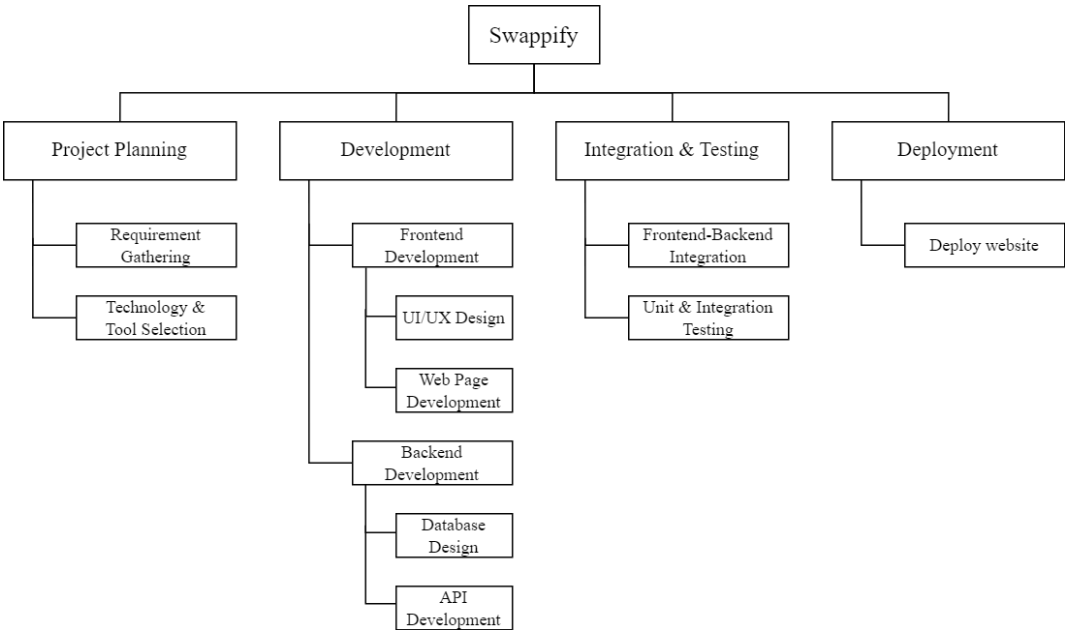 Swappify
Project Planning
Development
Integration & Testing
Deployment
Requirement
Gathering
Technology &
Tool Selection
Frontend
Development
UI/UX Design
Web Page
Development
Backend
Development
Database
Design
API
Development
Frontend-Backend
Integration
Unit & Integration
Testing
Deploy website